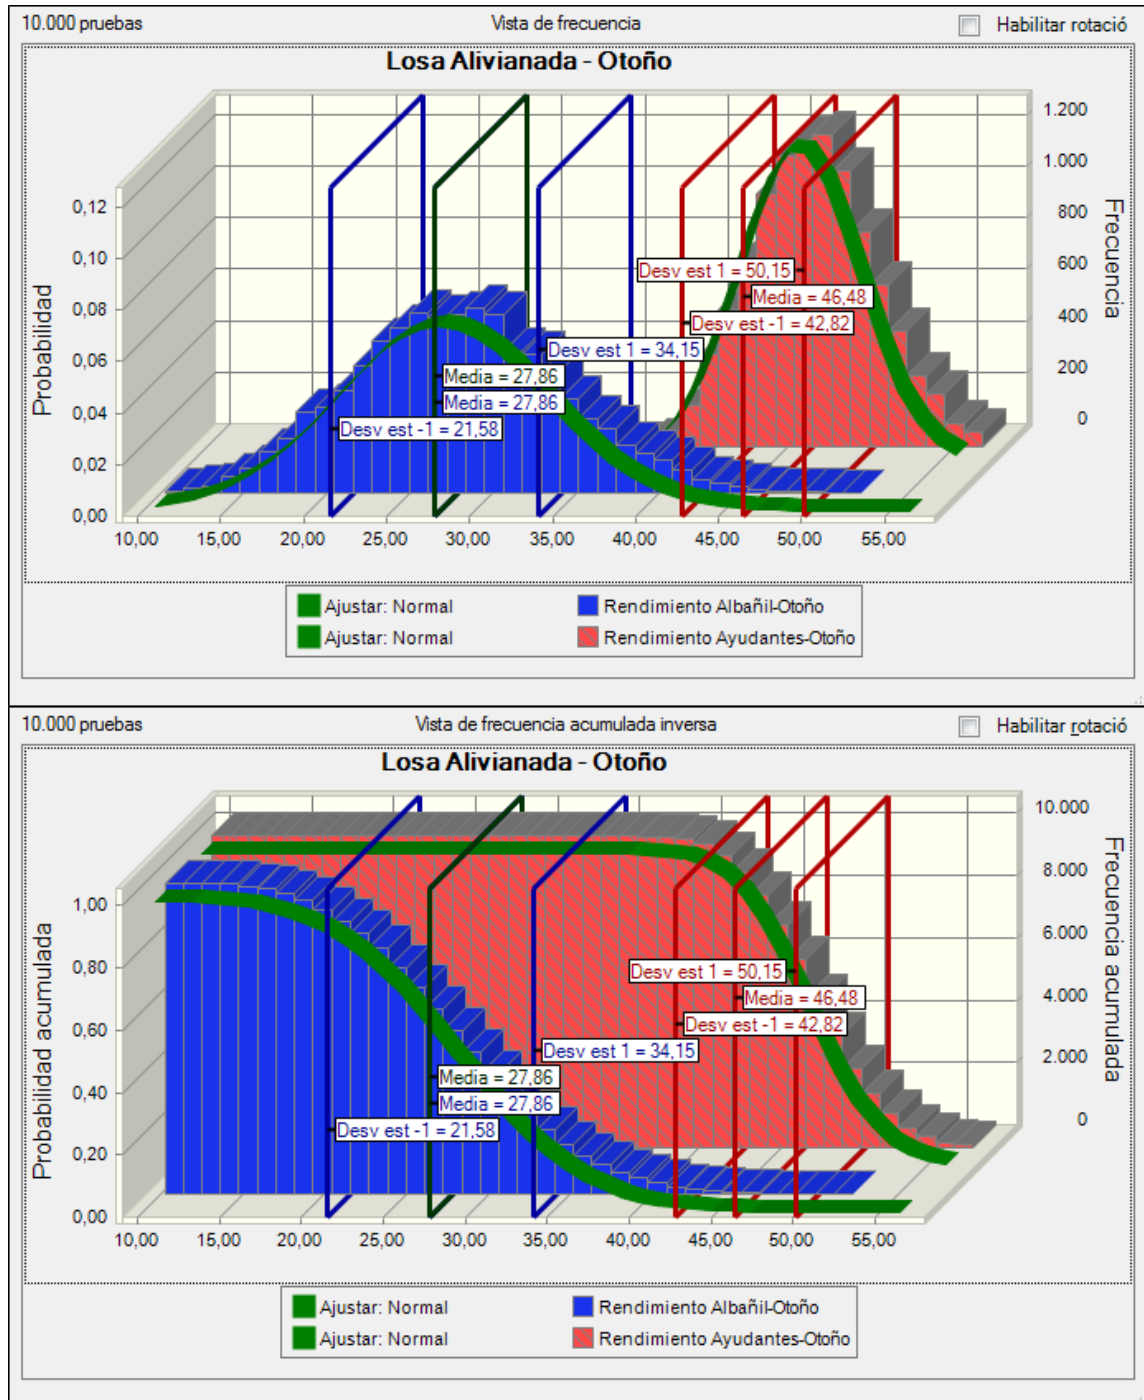 10.000 pruebas Vista de frecuencia Habilitar rotació
Losa Alivianada - Otoño
Probabilidad
0,12
0,10
0,08
0,06
0,04
0,02
0,00
1.200
1.000
800
600
400
200
0
Frecuencia
Desv est 1 = 50,15
Media = 46,48
Desv est -1 = 42,82
Desv est 1 = 34,15
Media = 27,86
Media = 27,86
Desv est -1 = 21,58
10,00 15,00 20,00 25,00 30,00 35,00 40,00 45,00 50,00 55,00
Ajustar: Normal Rendimiento Albañil-Otoño
Ajustar: Normal Rendimiento Ayudantes-Otoño
10.000 pruebas Vista de frecuencia acumulada inversa Habilitar rotació
Losa Alivianada - Otoño
Probabilidad acumulada
1,00
0,80
0,60
0,40
0,20
0,00
10.000
8.000
6.000
4.000
2.000
0
Frecuencia acumulada
Desv est 1 = 50,15
Media = 46,48
Desv est -1 = 42,82
Desv est 1 = 34,15
Media = 27,86
Media = 27,86
Desv est -1 = 21,58
10,00 15,00 20,00 25,00 30,00 35,00 40,00 45,00 50,00 55,00
Ajustar: Normal Rendimiento Albañil-Otoño
Ajustar: Normal Rendimiento Ayudantes-Otoño